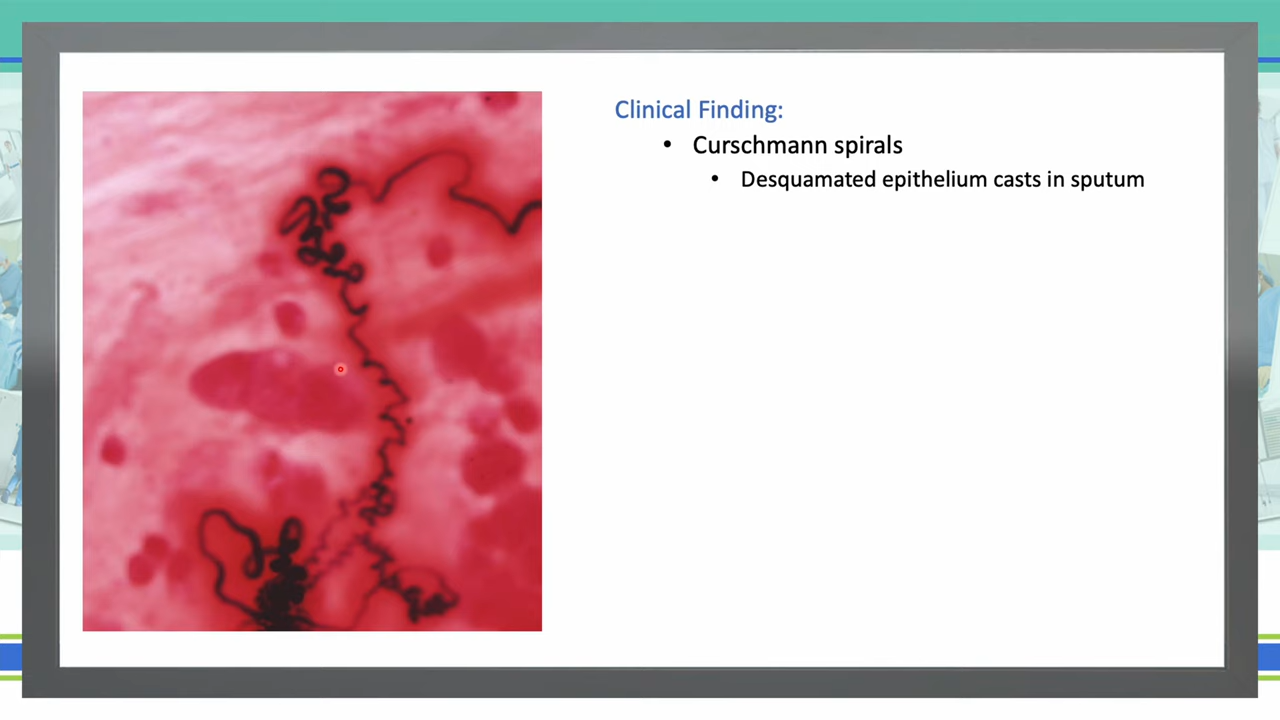 Clinical Finding:
• Curschmann spirals
• Desquamated epithelium casts in sputum